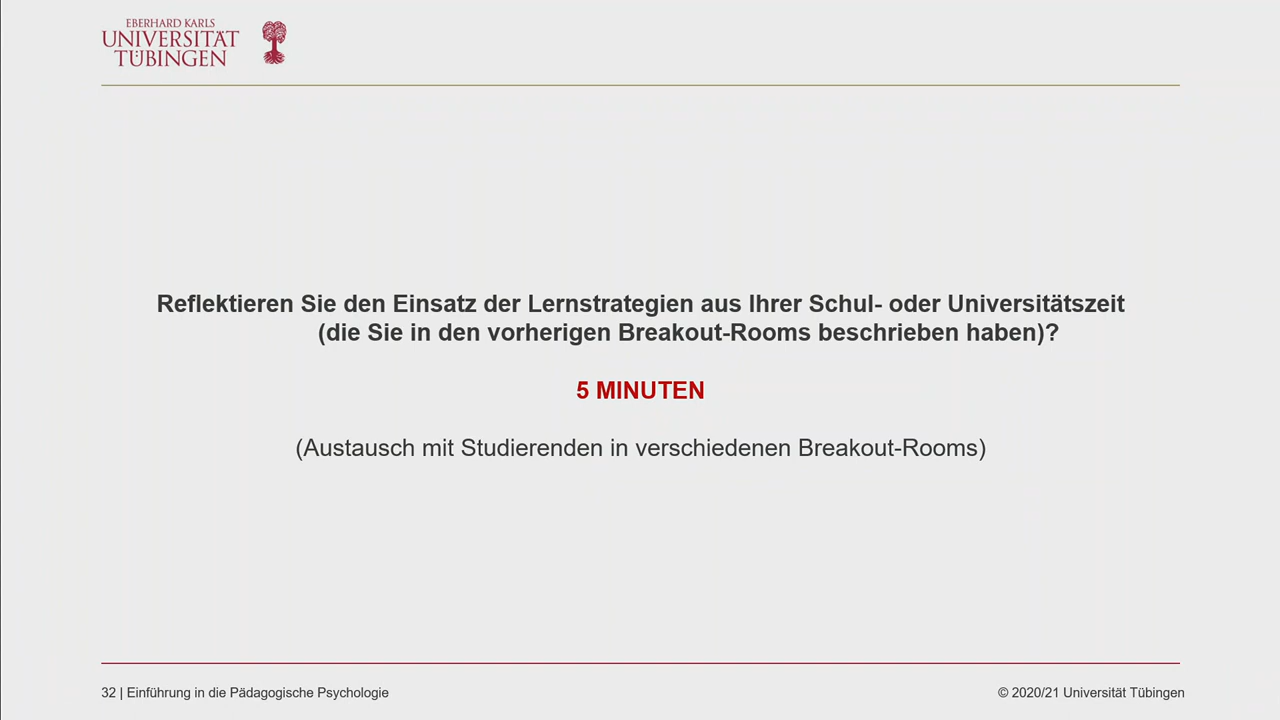 EBERHARD KARLS
UNIVERSITÄT
TÜBINGEN
Reflektieren Sie den Einsatz der Lernstrategien aus Ihrer Schul- oder Universitätszeit
(die Sie in den vorherigen Breakout-Rooms beschrieben haben)?
5 MINUTEN
(Austausch mit Studierenden in verschiedenen Breakout-Rooms)
32 | Einführung in die Pädagogische Psychologie
© 2020/21 Universität Tübingen